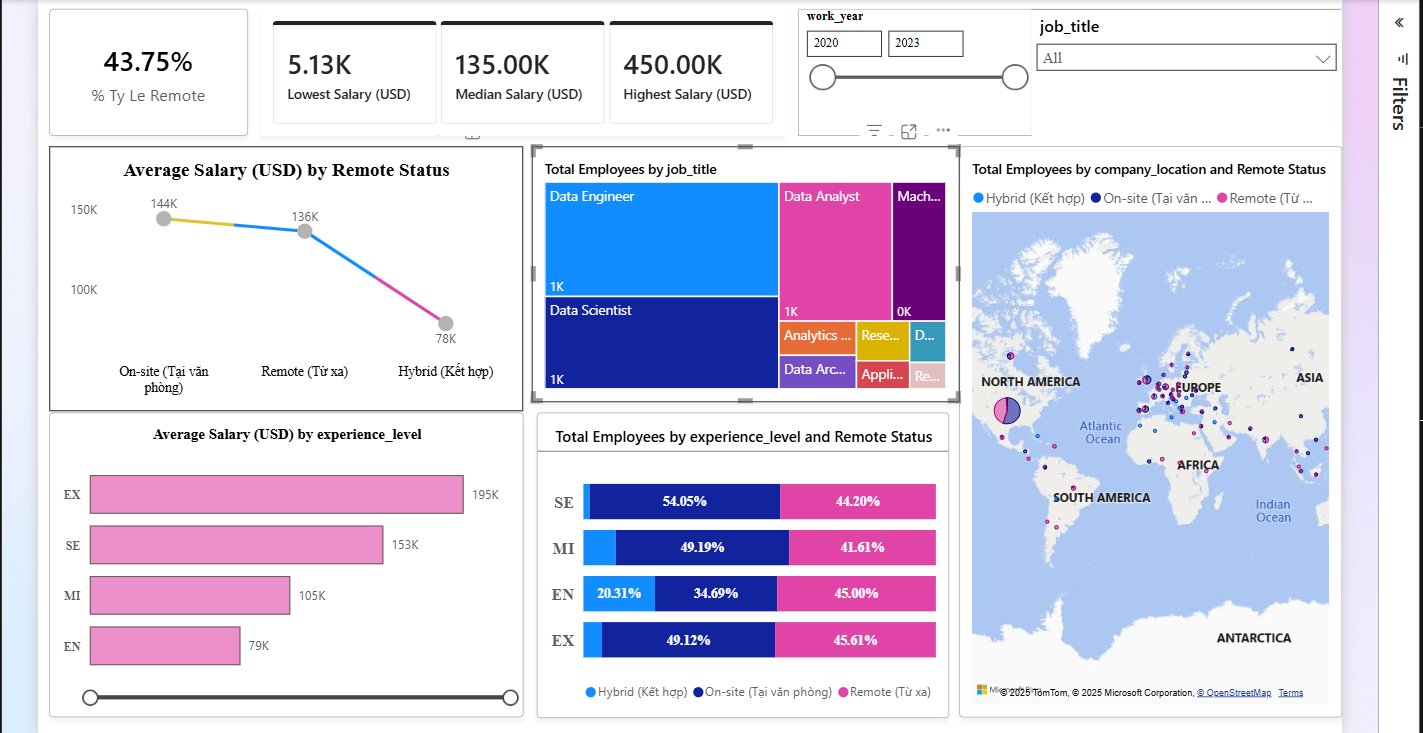 43.75%
% Ty Le Remote
5.13K
Lowest Salary (USD)
135.00K
Median Salary (USD)
450.00K
Highest Salary (USD)
work_year
2020
2023
job_title
All
Filters
Average Salary (USD) by Remote Status
150K
100K
144K
136K
78K
On-site (Tại văn
phòng)
Remote (Từ xa)
Hybrid (Kết hợp)
Total Employees by job_title
Data Engineer
1K
Data Scientist
1K
Data Analyst
1K
Mach...
0K
Analytics ...
Rese...
D...
Data Arc...
Appli...
Re...
Total Employees by company_location and Remote Status
Hybrid (Kết hợp) On-site (Tại văn ... Remote (Từ ...
NORTH AMERICA
EUROPE
ASIA
Atlantic
Ocean
AFRICA
SOUTH AMERICA
Indian
Ocean
ANTARCTICA
© 2025 TomTom, © 2025 Microsoft Corporation, © OpenStreetMap Terms
Average Salary (USD) by experience_level
EX 195K
SE 153K
MI 105K
EN 79K
Total Employees by experience_level and Remote Status
SE 54.05% 44.20%
MI 49.19% 41.61%
EN 20.31% 34.69% 45.00%
EX 49.12% 45.61%
Hybrid (Kết hợp) On-site (Tại văn phòng) Remote (Từ xa)